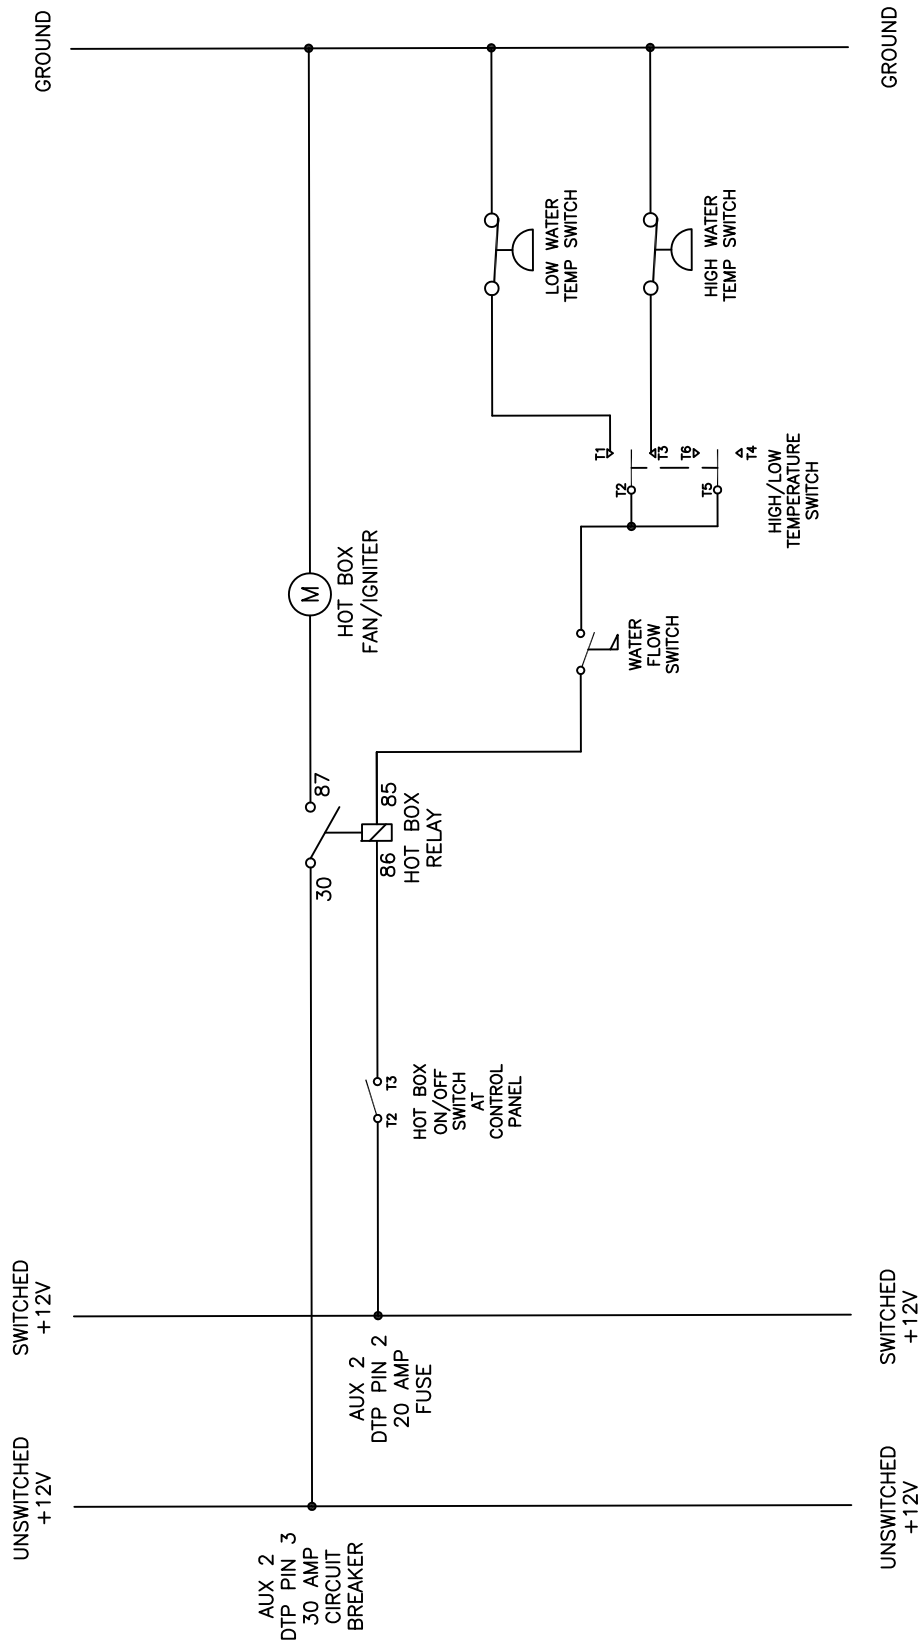 UNSWITCHED
+12V
SWITCHED
+12V
GROUND
AUX 2
DTP PIN 3
30 AMP
CIRCUIT
BREAKER
30
87
M
HOT BOX
FAN/IGNITER
AUX 2
DTP PIN 2
20 AMP
FUSE
T2
T3
HOT BOX
ON/OFF
SWITCH
AT
CONTROL
PANEL
86
85
HOT BOX
RELAY
WATER
FLOW
SWITCH
T1
T2
T3
T6
T5
T4
HIGH/LOW
TEMPERATURE
SWITCH
LOW WATER
TEMP SWITCH
HIGH WATER
TEMP SWITCH
UNSWITCHED
+12V
SWITCHED
+12V
GROUND